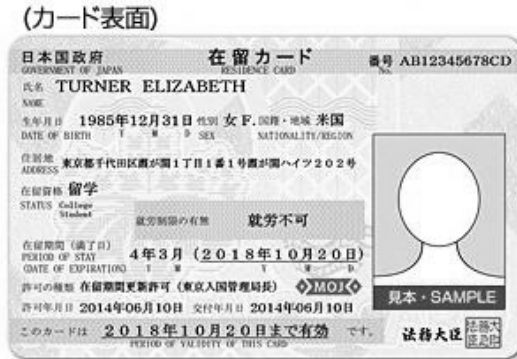 (カード表面)
日本国政府 在留カード 番号 AB12345678CD
GOVERNMENT OF JAPAN RESIDENCE CARD No.
氏名 TURNER ELIZABETH
NAME
生年月日 1985年12月31日 性別 女 F. 国籍・地域 米国
DATE OF BIRTH Y M D SEX NATIONALITY/REGION
住居地 東京都千代田区霞が関1丁目1番1号霞が関ハイツ202号
ADDRESS
在留資格 留学
STATUS College
Student
就労制限の有無 就労不可
在留期間(満了日) 4年3月(2018年10月20日)
PERIOD OF STAY
(DATE OF EXPIRATION) Y M Y M D
許可の種類 在留期間更新許可(東京入国管理局長) MOJ
見本・SAMPLE
許可年月日 2014年06月10日 交付年月日 2014年06月10日
このカードは 2018年10月20日まで有効 です。 法務大臣
PERIOD OF VALIDITY OF THIS CARD